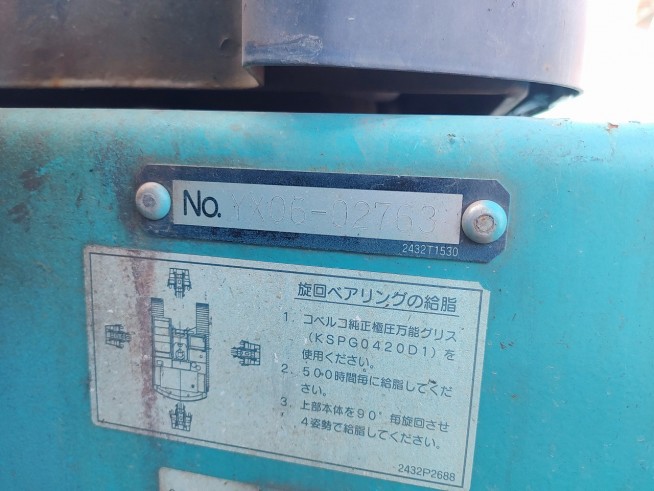 No. YX06-02763
2432T1530
旋回ベアリングの給脂
1. コベルコ純正極圧万能グリス
(KSPG0420D1)を
使用ください。
2. 500時間毎に給脂してくだ
さい。
3. 上部本体を90°毎旋回させ
4姿勢で給脂してください。
2432P2688